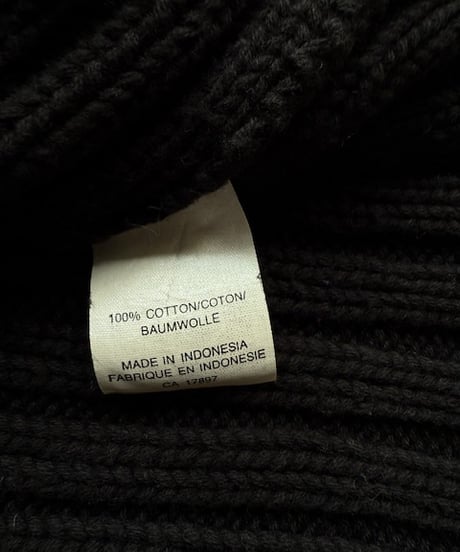 100% COTTON/COTON/
BAUMWOLLE
MADE IN INDONESIA
FABRIQUE EN INDONESIE
CA 17897